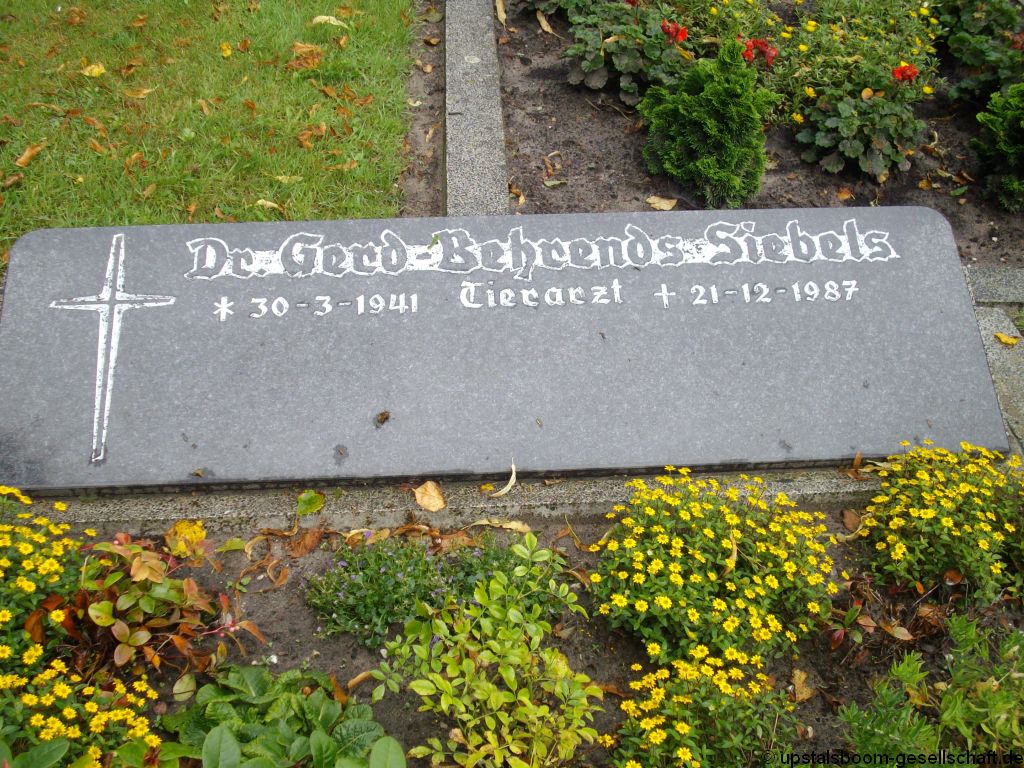 Dr. Gerd-Behrends Siebels
* 30-3-1941 Tierarzt + 21-12-1987
© upstalsboom-gesellschaft.de